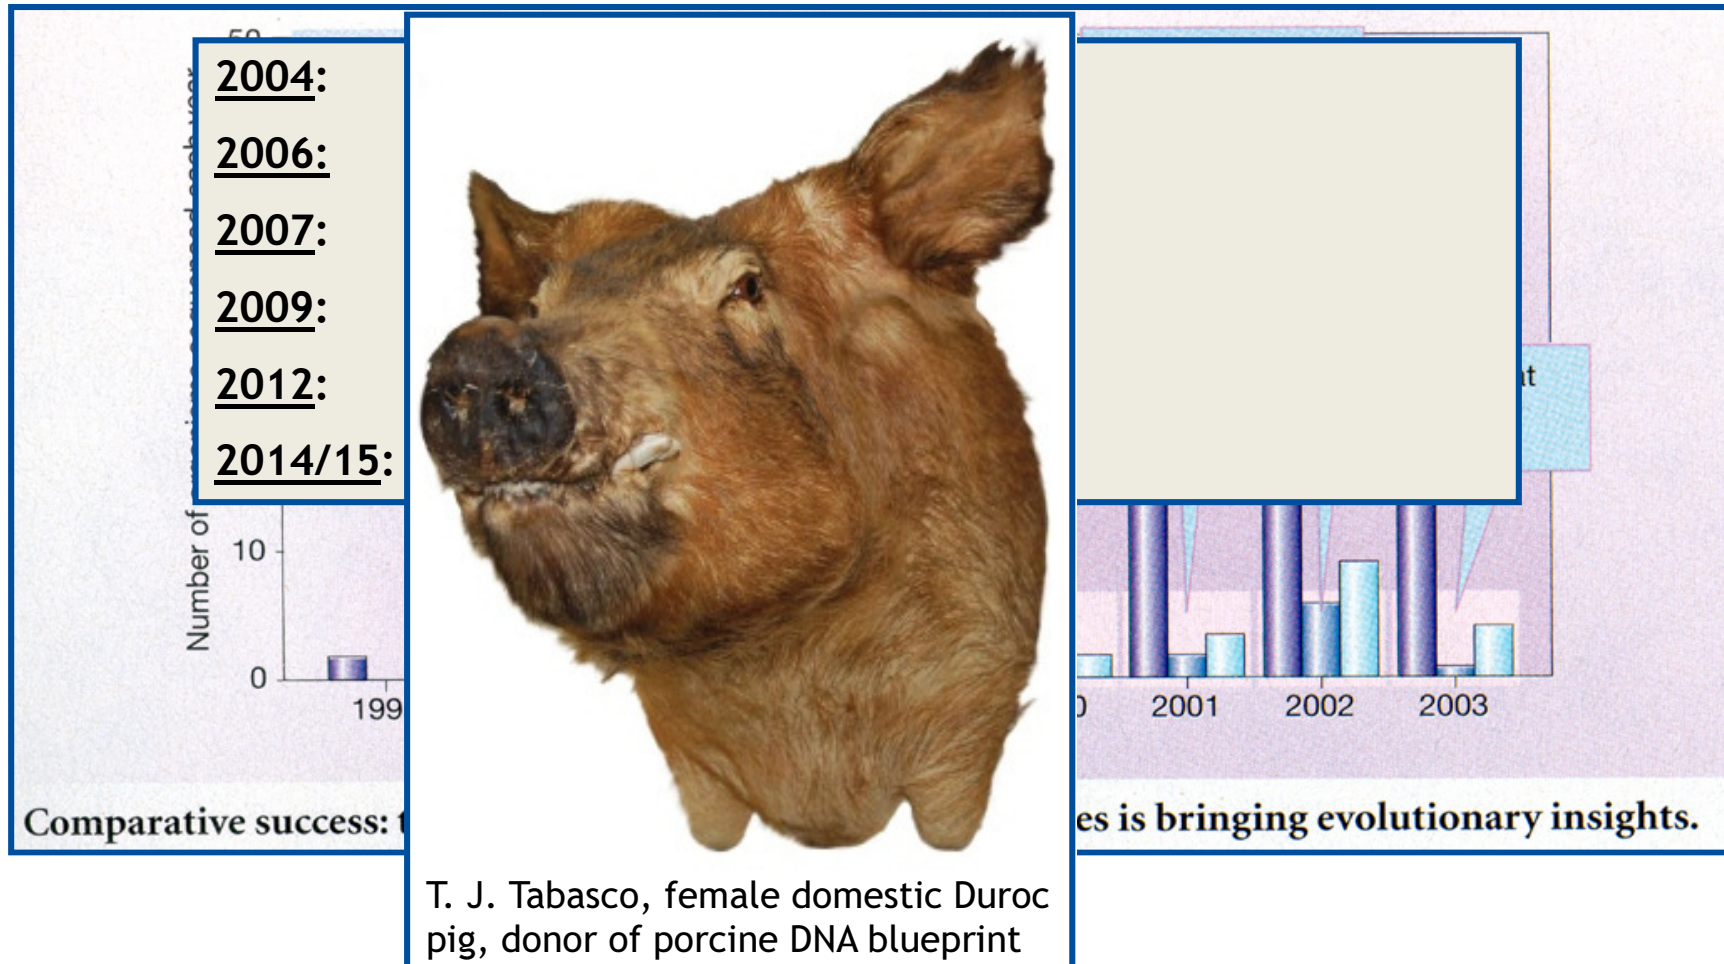 50
2004:
2006:
2007:
2009:
2012:
2014/15:
Number of
10
0
199
2001
2002
2003
Comparative success:
es is bringing evolutionary insights.
T. J. Tabasco, female domestic Duroc
pig, donor of porcine DNA blueprint